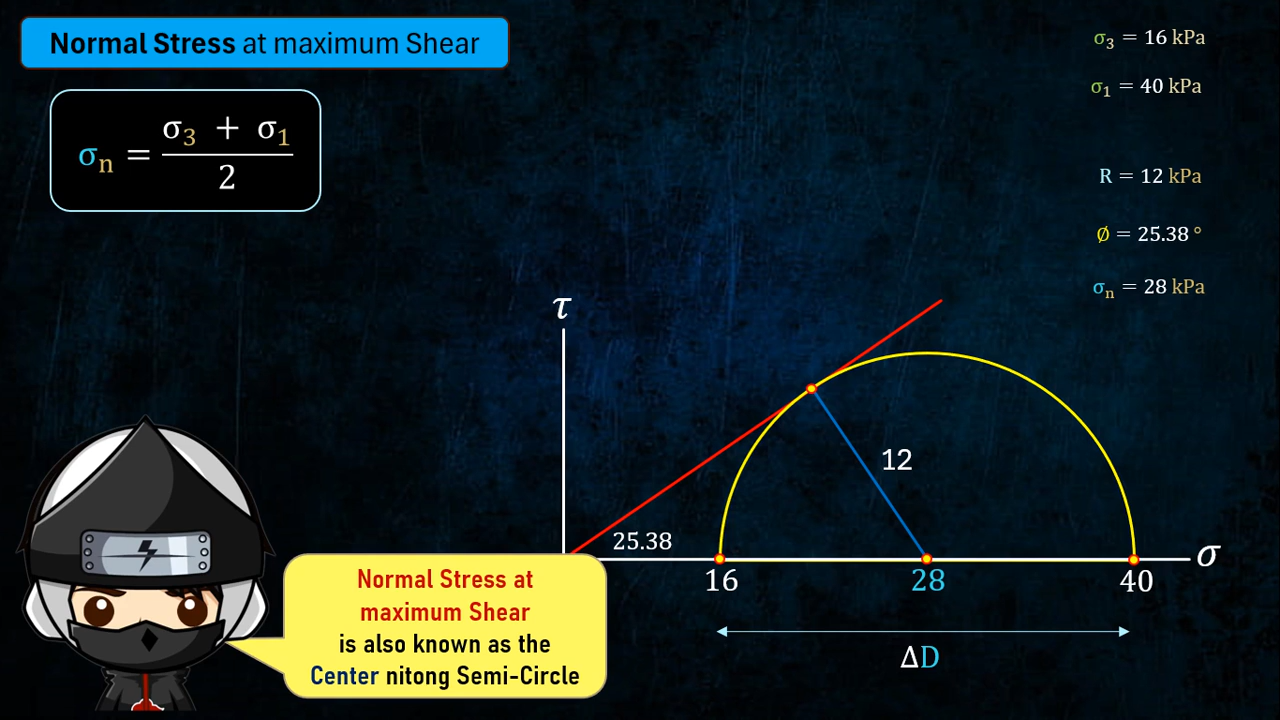 Normal Stress at maximum Shear
σ₃ = 16 kPa
σ₁ = 40 kPa
σₙ = (σ₃ + σ₁) / 2
R = 12 kPa
Ø = 25.38 °
σₙ = 28 kPa
τ
12
25.38
σ
16 28 40
ΔD
Normal Stress at
maximum Shear
is also known as the
Center nitong Semi-Circle